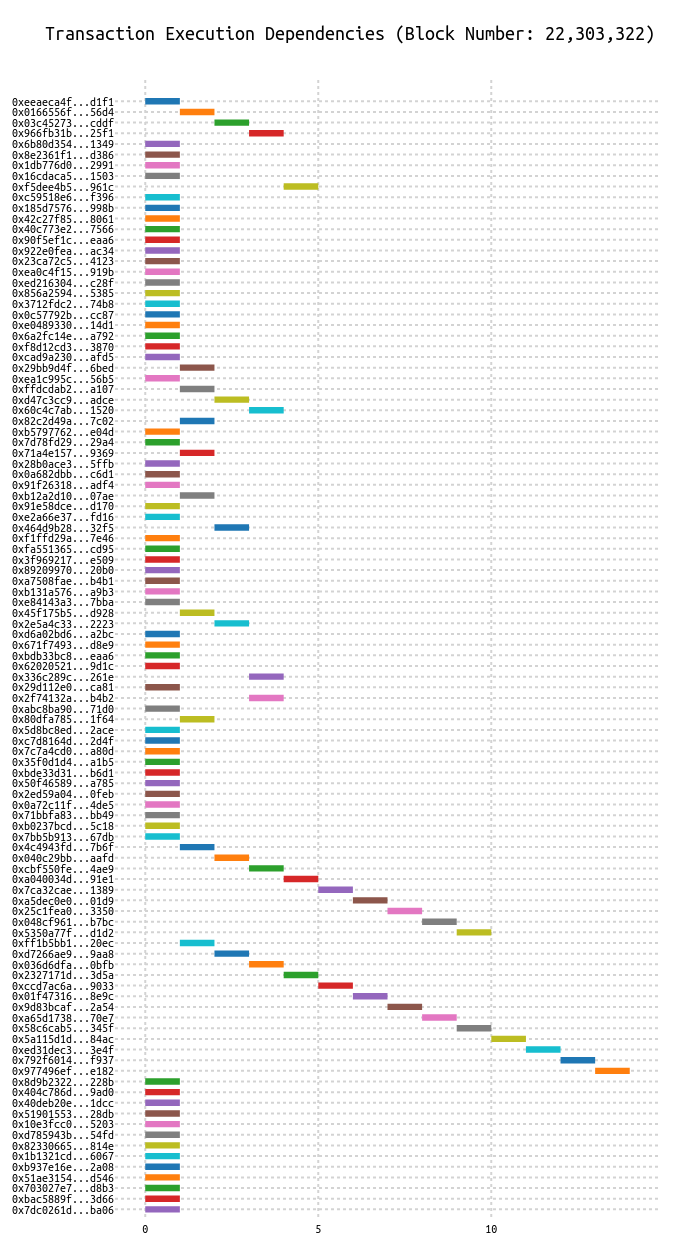 Transaction Execution Dependencies (Block Number: 22,303,322)
0xeeaeca4f...d1f1
0x0166556f...56d4
0x03c45273...cddf
0x966fb31b...25f1
0x6b80d354...1349
0x8e2361f1...d386
0x1db776d0...2991
0x16cdaca5...1503
0xf5dee4b5...961c
0xc59518e6...f396
0x185d7576...998b
0x42c27f85...8061
0x40c773e2...7566
0x90f5ef1c...eaa6
0x922e0fea...ac34
0x23ca72c5...4123
0xea0c4f15...919b
0xed216304...c28f
0x856a2594...5385
0x3712fdc2...74b8
0x0c57792b...cc87
0xe0489330...14d1
0x6a2fc14e...a792
0xf8d12cd3...3870
0xcad9a230...afd5
0x29bb9d4f...6bed
0xea1c995c...56b5
0xffdcdab2...a107
0xd47c3cc9...adce
0x60c4c7ab...1520
0x82c2d49a...7c02
0xb5797762...e04d
0x7d78fd29...29a4
0x71a4e157...9369
0x28b0ace3...5ffb
0x0a682dbb...c6d1
0x91f26318...adf4
0xb12a2d10...07ae
0x91e58dce...d170
0xe2a66e37...fd16
0x464d9b28...32f5
0xf1ffd29a...7e46
0xfa551365...cd95
0x3f969217...e509
0x89209970...20b0
0xa7508fae...b4b1
0xb131a576...a9b3
0xe84143a3...7bba
0x45f175b5...d928
0x2e5a4c33...2223
0xd6a02bd6...a2bc
0x671f7493...d8e9
0xbdb33bc8...eaa6
0x62020521...9d1c
0x336c289c...261e
0x29d112e0...ca81
0x2f74132a...b4b2
0xabc8ba90...71d0
0x80dfa785...1f64
0x5d8bc8ed...2ace
0xc7d8164d...2d4f
0x7c7a4cd0...a80d
0x35f0d1d4...a1b5
0xbde33d31...b6d1
0x50f46589...a785
0x2ed59a04...0feb
0x0a72c11f...4de5
0x71bbfa83...bb49
0xb0237bcd...5c18
0x7bb5b913...67db
0x4c4943fd...7b6f
0x040c29bb...aafd
0xcbf550fe...4ae9
0xa040034d...91e1
0x7ca32cae...1389
0xa5dec0e0...01d9
0x25c1fea0...3350
0x048cf961...b7bc
0x5350a77f...d1d2
0xff1b5bb1...20ec
0xd7266ae9...9aa8
0x036d6dfa...0bfb
0x2327171d...3d5a
0xccd7ac6a...9033
0x01f47316...8e9c
0x9d83bcaf...2a54
0xa65d1738...70e7
0x58c6cab5...345f
0x5a115d1d...84ac
0xed31dec3...3e4f
0x792f6014...f937
0x977496ef...e182
0x8d9b2322...228b
0x404c786d...9ad0
0x40deb20e...1dcc
0x51901553...28db
0x10e3fcc0...5203
0xd785943b...54fd
0x82330665...814e
0x1b1321cd...6067
0xb937e16e...2a08
0x51ae3154...d546
0x703027e7...d8b3
0xbac5889f...3d66
0x7dc0261d...ba06
0 5 10